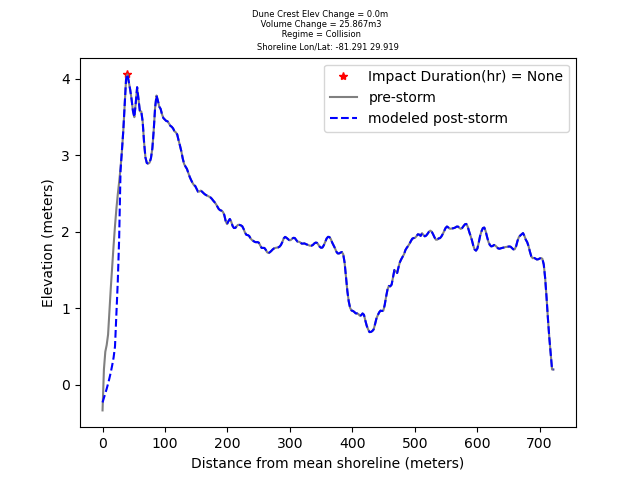 Dune Crest Elev Change = 0.0m
Volume Change = 25.867m3
Regime = Collision
Shoreline Lon/Lat: -81.291 29.919
Impact Duration(hr) = None
pre-storm
modeled post-storm
Elevation (meters)
4
3
2
1
0
0 100 200 300 400 500 600 700
Distance from mean shoreline (meters)